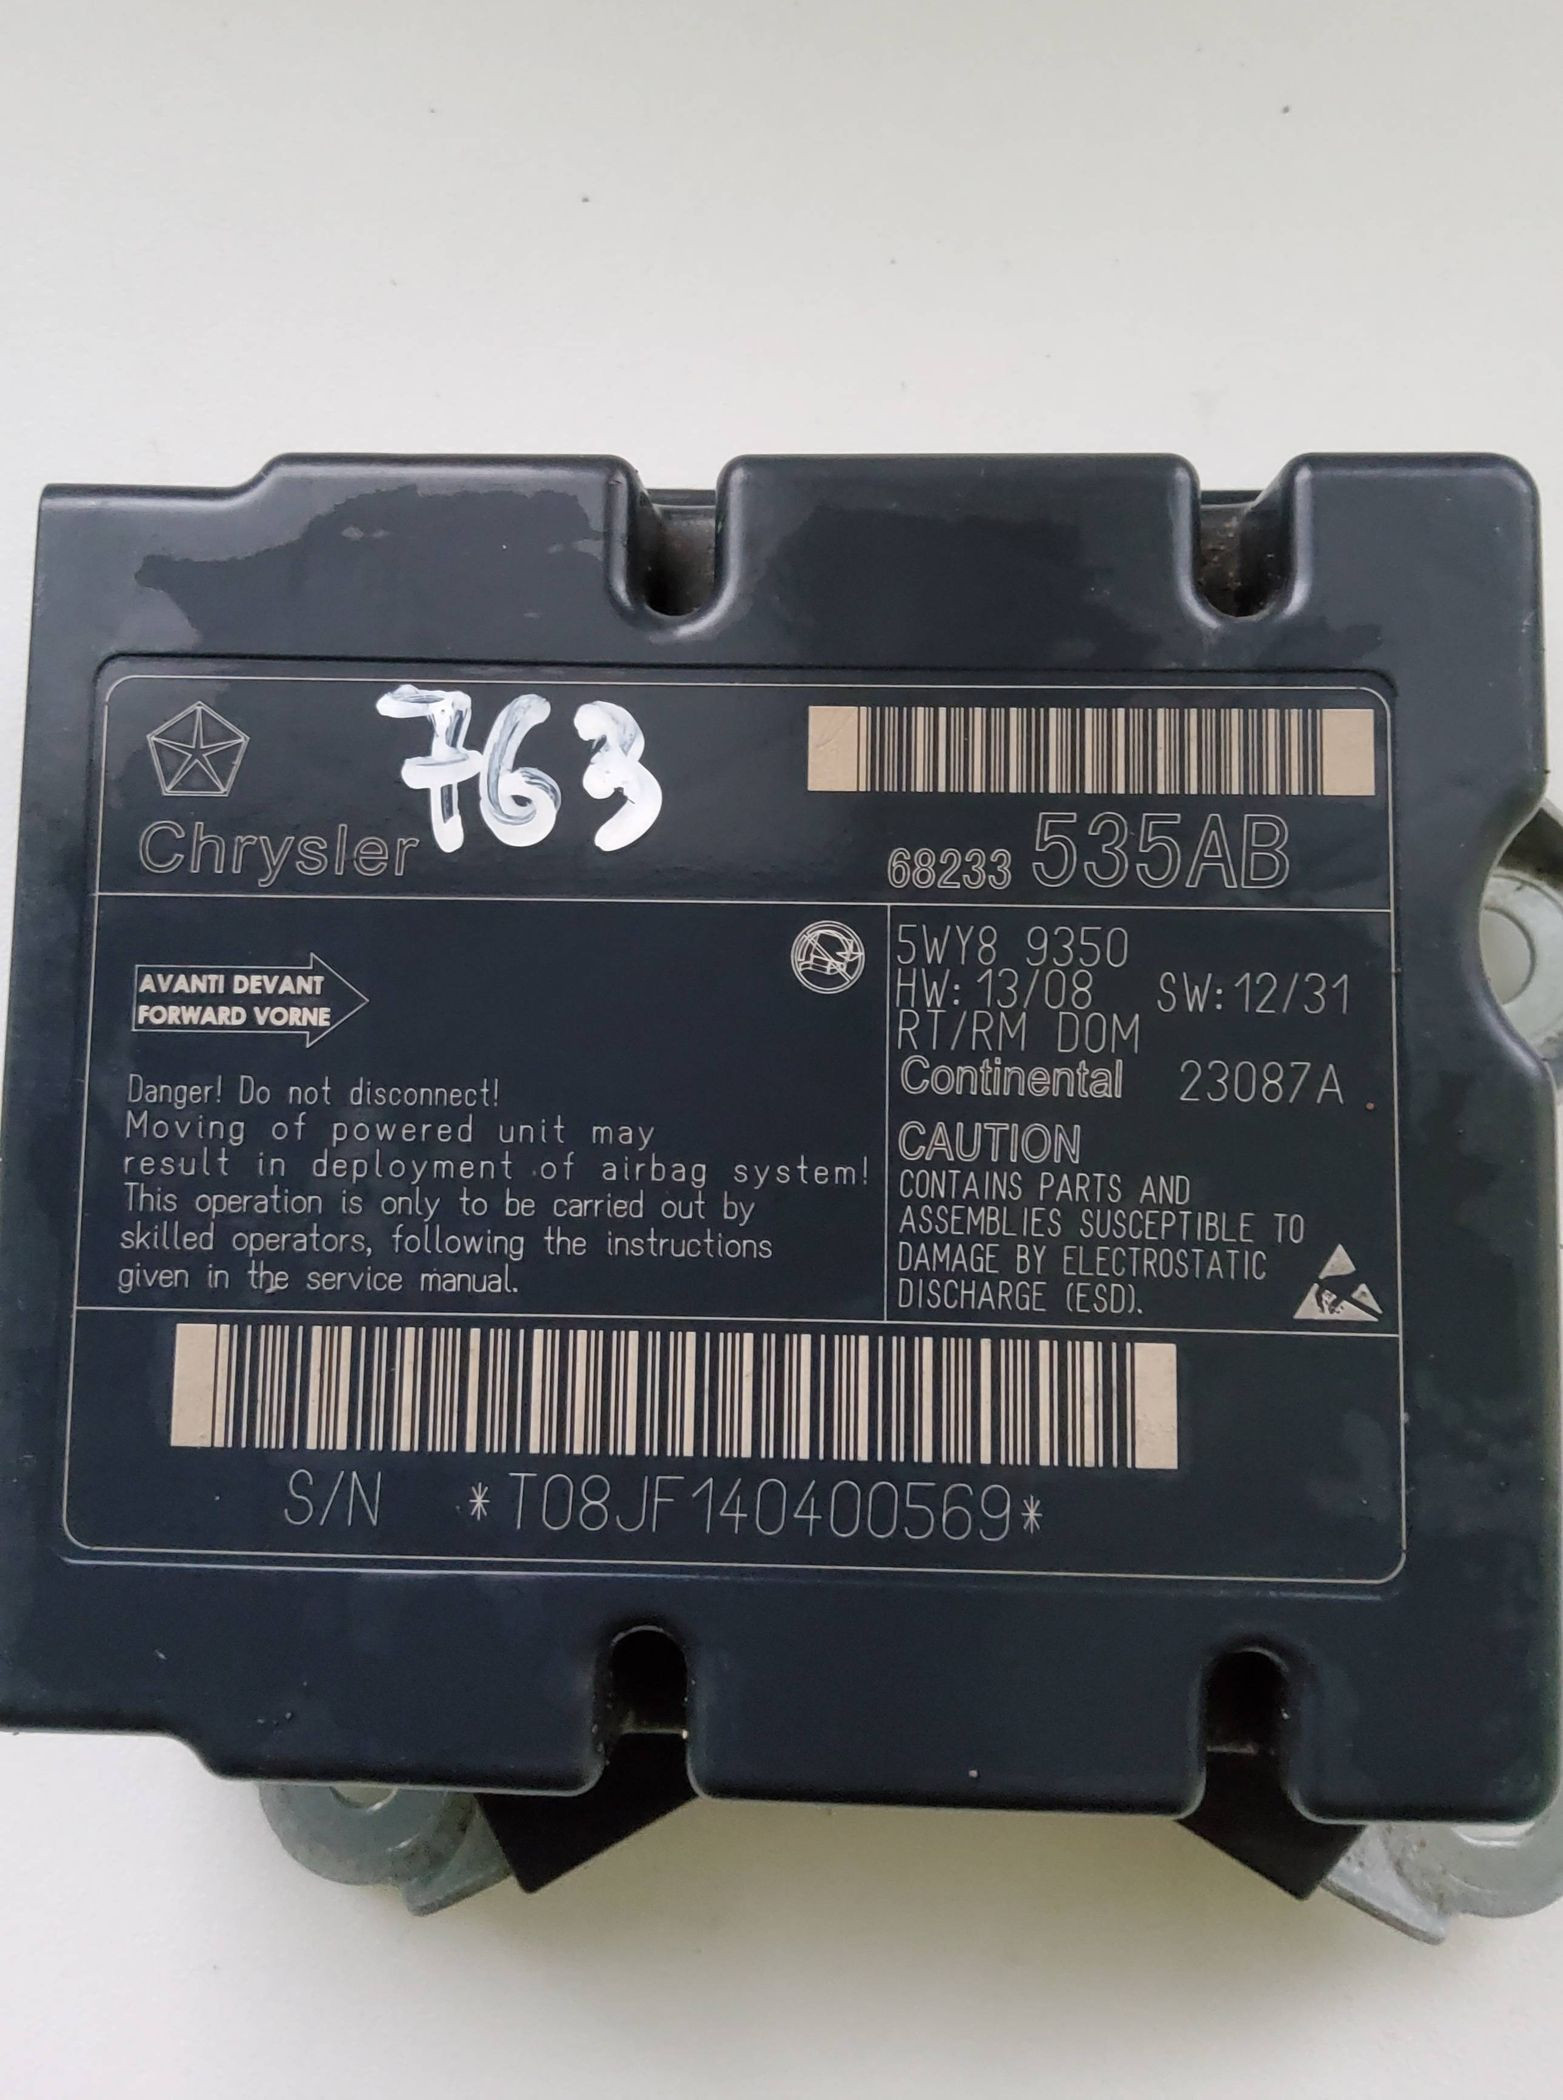 763
Chrysler
68233 535AB
AVANTI DEVANT
FORWARD VORNE
5WY8 9350
HW: 13/08 SW: 12/31
RT/RM DOM
Continental 23087A
Danger! Do not disconnect!
Moving of powered unit may
result in deployment of airbag system!
This operation is only to be carried out by
skilled operators, following the instructions
given in the service manual.
CAUTION
CONTAINS PARTS AND
ASSEMBLIES SUSCEPTIBLE TO
DAMAGE BY ELECTROSTATIC
DISCHARGE (ESD).
S/N *T08JF140400569*